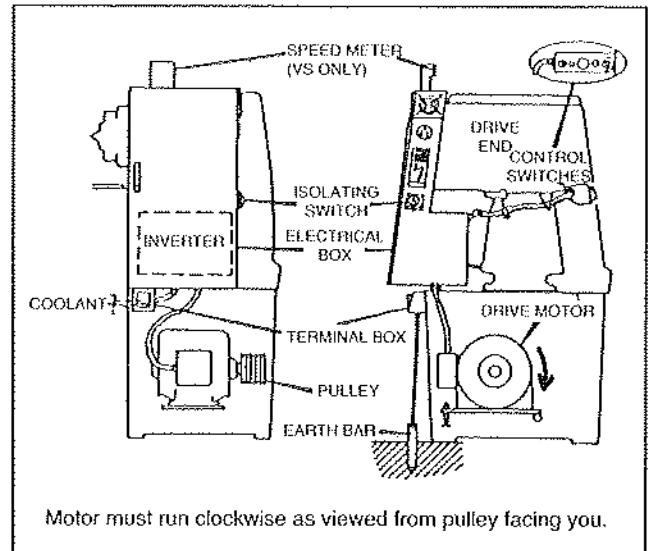 SPEED METER
(VS ONLY)
DRIVE
END
CONTROL
SWITCHES
ISOLATING
SWITCH
INVERTER
ELECTRICAL
BOX
COOLANT
TERMINAL BOX
DRIVE MOTOR
PULLEY
EARTH BAR
Motor must run clockwise as viewed from pulley facing you.